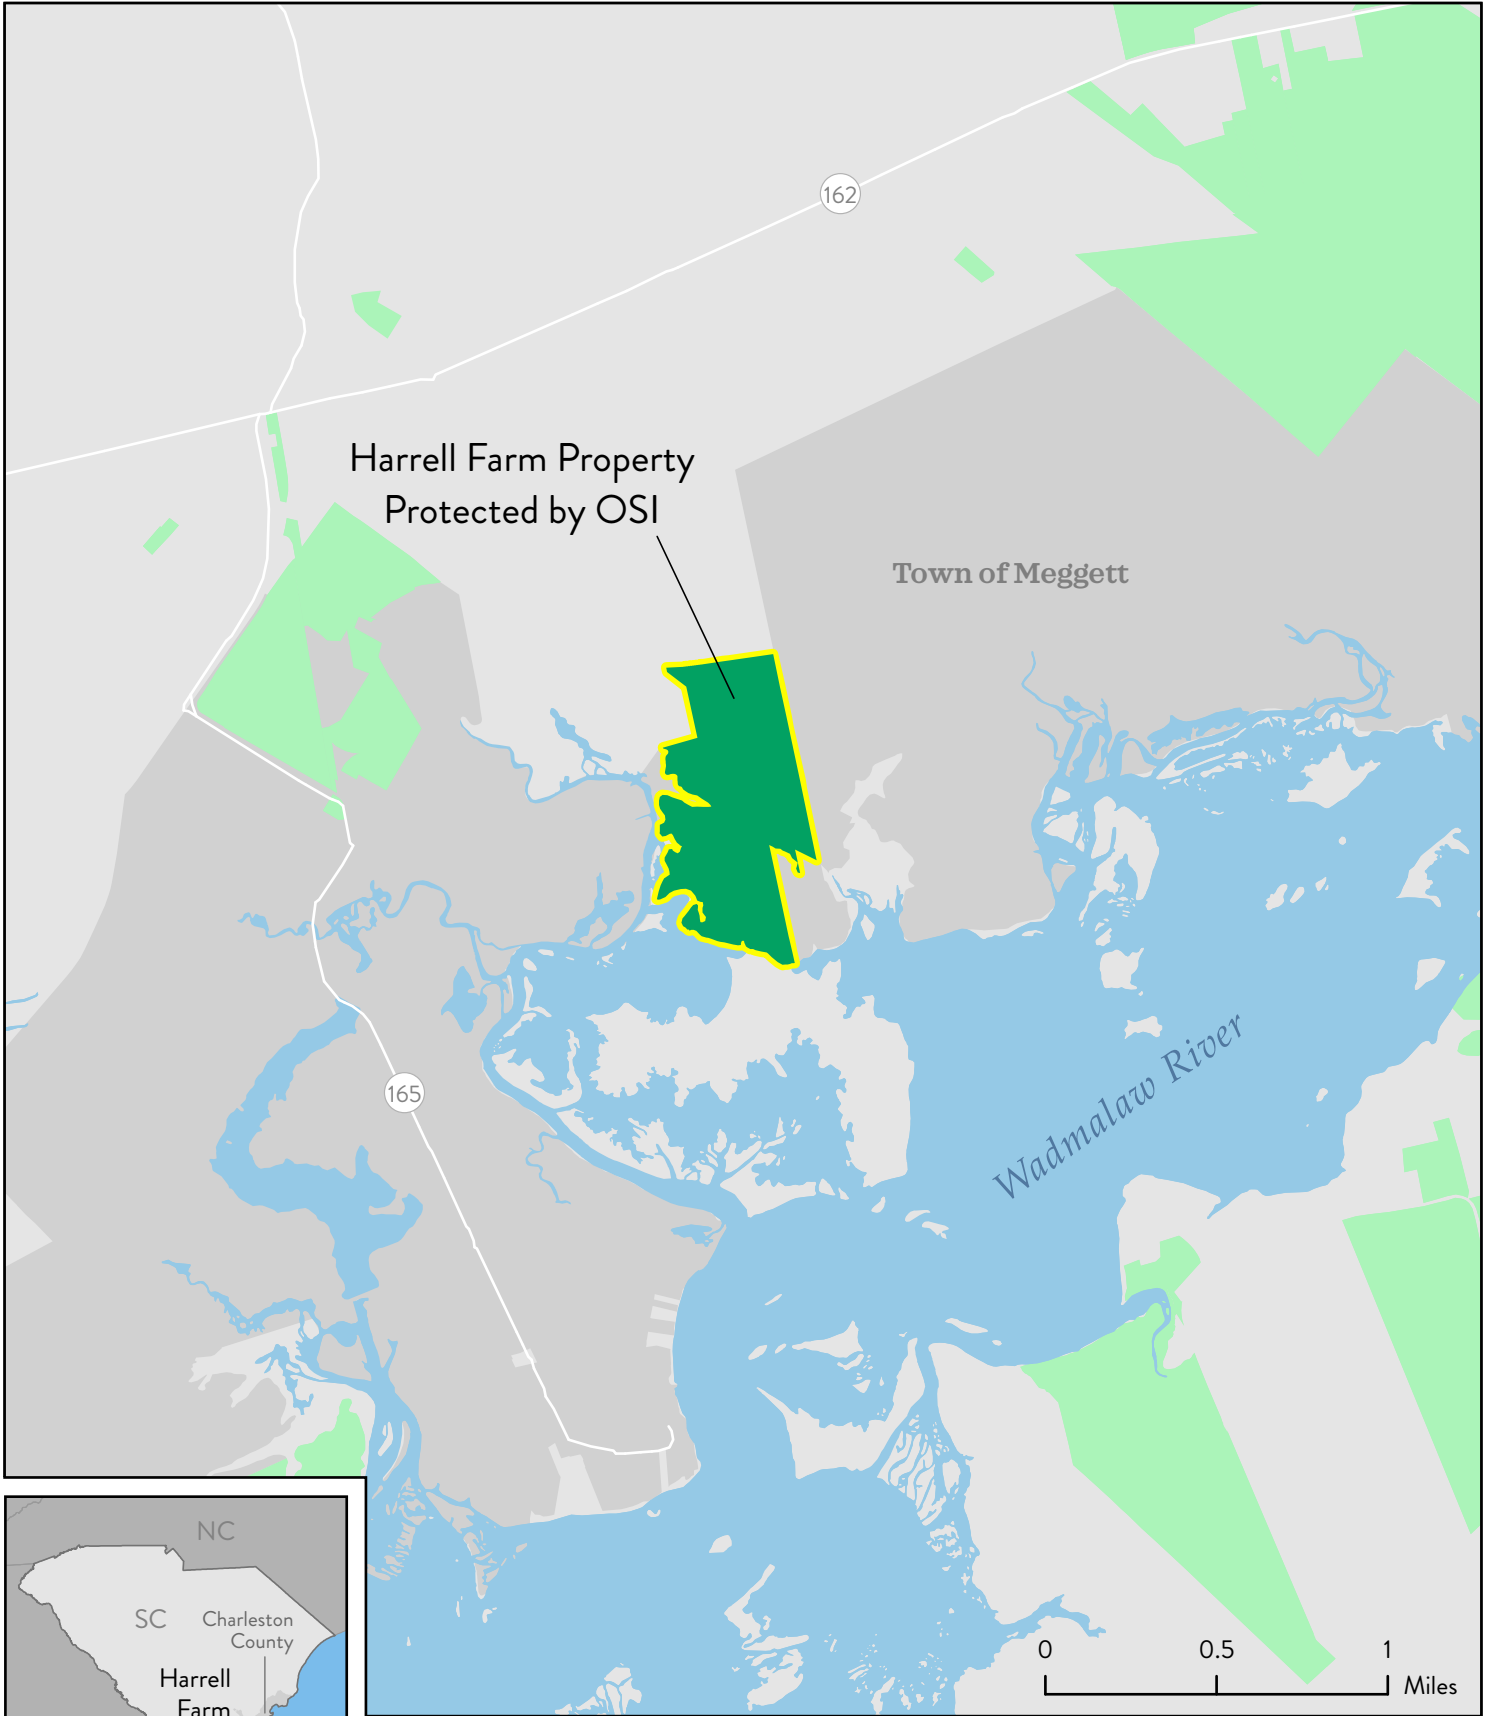 162
Harrell Farm Property
Protected by OSI
Town of Meggett
Wadmalaw River
165
NC
SC
Charleston
County
Harrell
Farm
0 0.5 1
Miles